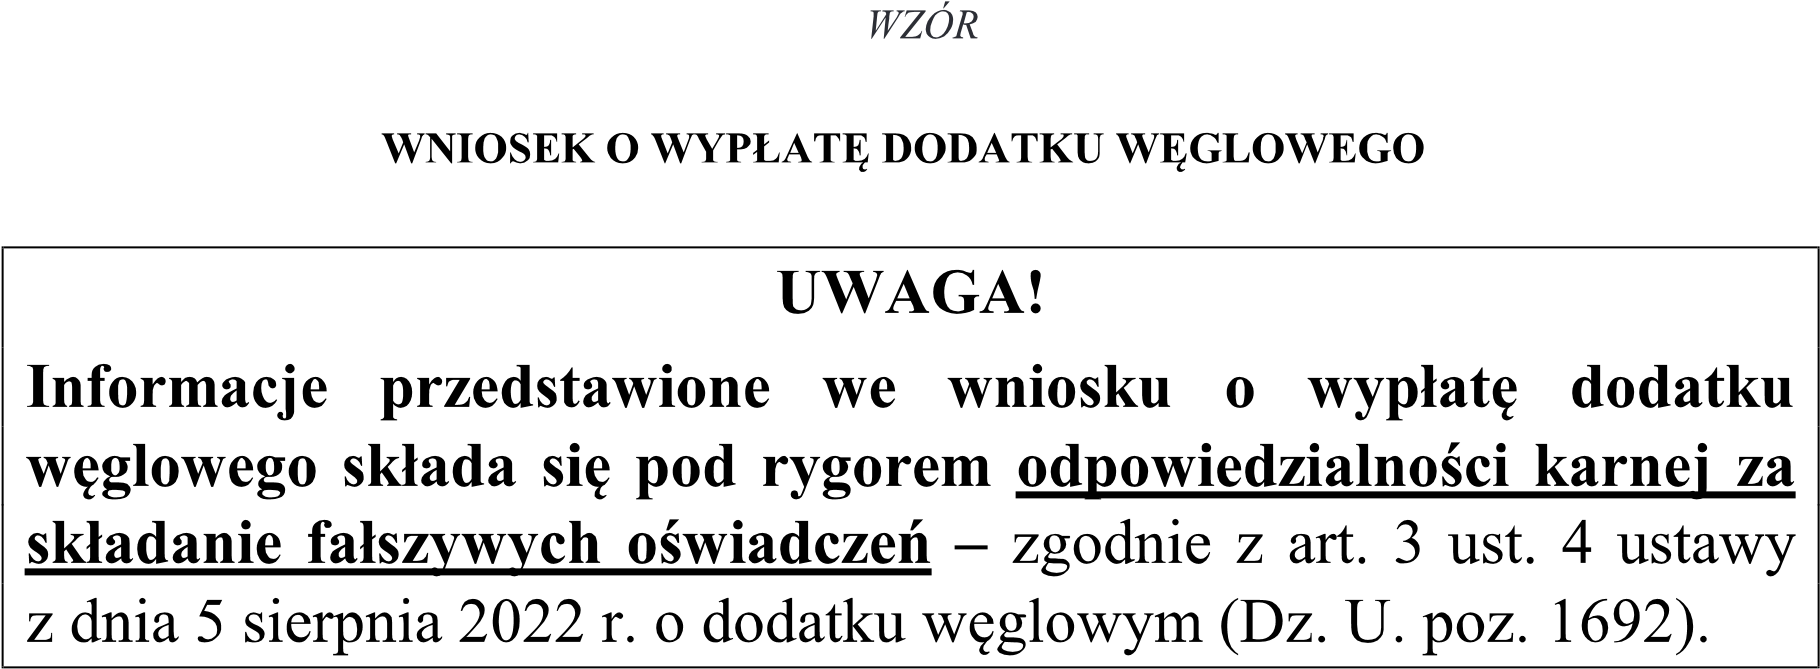 WZÓR
WNIOSEK O WYPŁATĘ DODATKU WĘGLOWEGO
UWAGA!
Informacje przedstawione we wniosku o wypłatę dodatku
węglowego składa się pod rygorem odpowiedzialności karnej za
składanie fałszywych oświadczeń – zgodnie z art. 3 ust. 4 ustawy
z dnia 5 sierpnia 2022 r. o dodatku węglowym (Dz. U. poz. 1692).